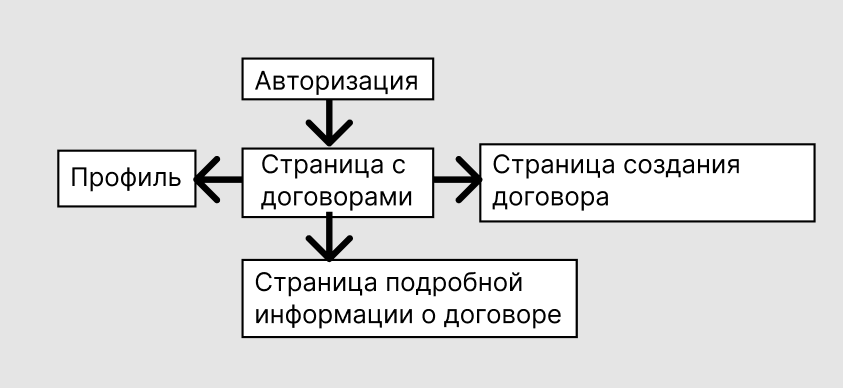 Авторизация
Профиль
Страница с
договорами
Страница создания
договора
Страница подробной
информации о договоре